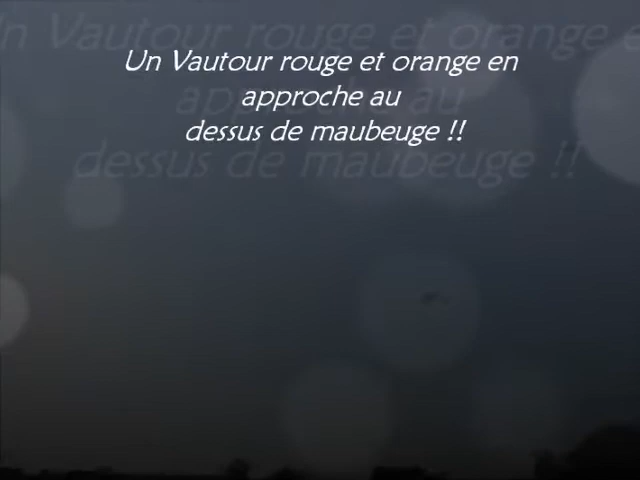 Un Vautour rouge et orange en
approche au
dessus de maubeuge !!